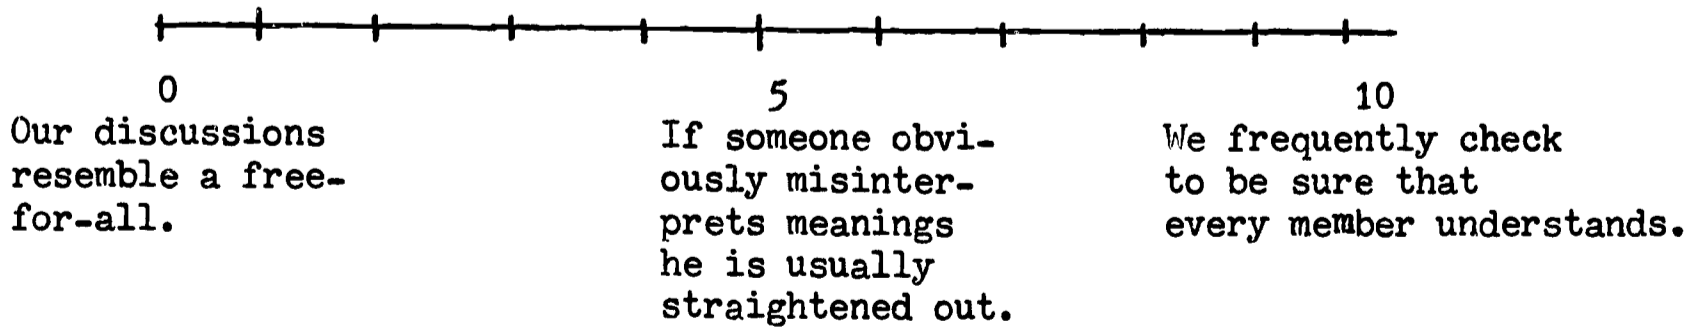 0 5 10
Our discussions
resemble a free-
for-all.
If someone obvi-
ously misinter-
prets meanings
he is usually
straightened out.
We frequently check
to be sure that
every member understands.